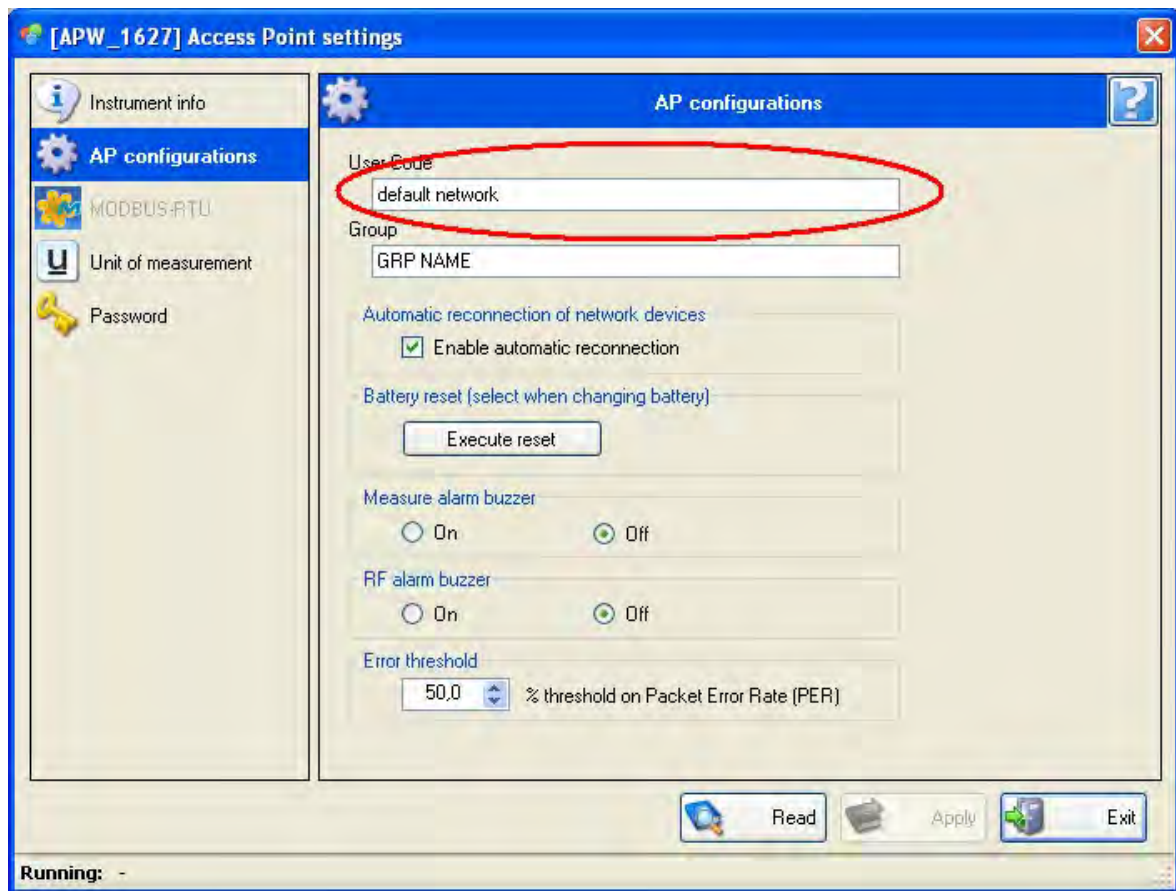 [APW_1627] Access Point settings
Instrument info
AP configurations
MODBUS-RTU
Unit of measurement
Password
AP configurations
User Code
default network
Group
GRP NAME
Automatic reconnection of network devices
Enable automatic reconnection
Battery reset (select when changing battery)
Execute reset
Measure alarm buzzer
On Off
RF alarm buzzer
On Off
Error threshold
50,0 % threshold on Packet Error Rate (PER)
Read Apply Exit
Running: -